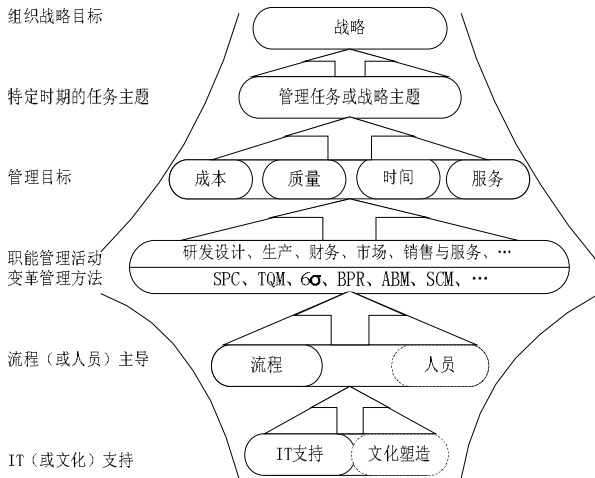 组织战略目标
战略
特定时期的任务主题
管理任务或战略主题
管理目标
成本
质量
时间
服务
职能管理活动
变革管理方法
研发设计、生产、财务、市场、销售与服务、…
SPC、TQM、6σ、BPR、ABM、SCM、…
流程（或人员）主导
流程
人员
IT（或文化）支持
IT支持
文化塑造